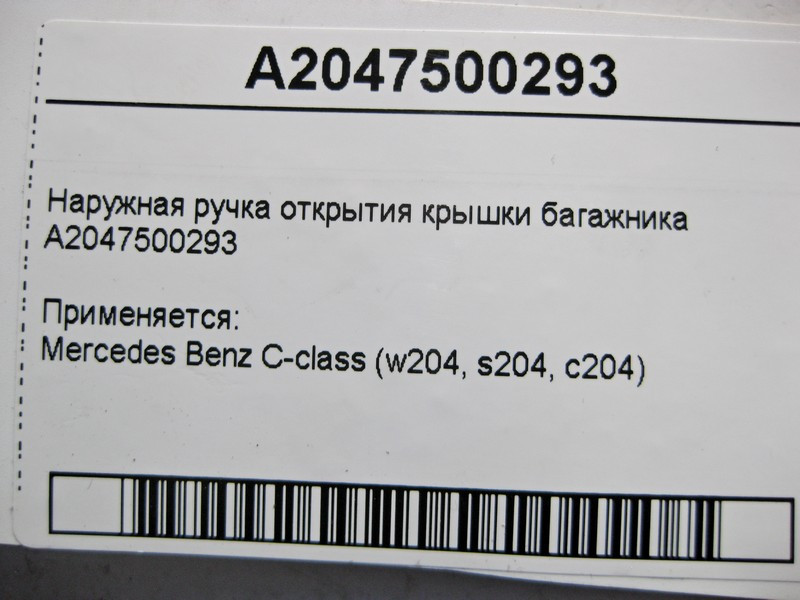 A2047500293
Наружная ручка открытия крышки багажника
A2047500293
Применяется:
Mercedes Benz C-class (w204, s204, c204)